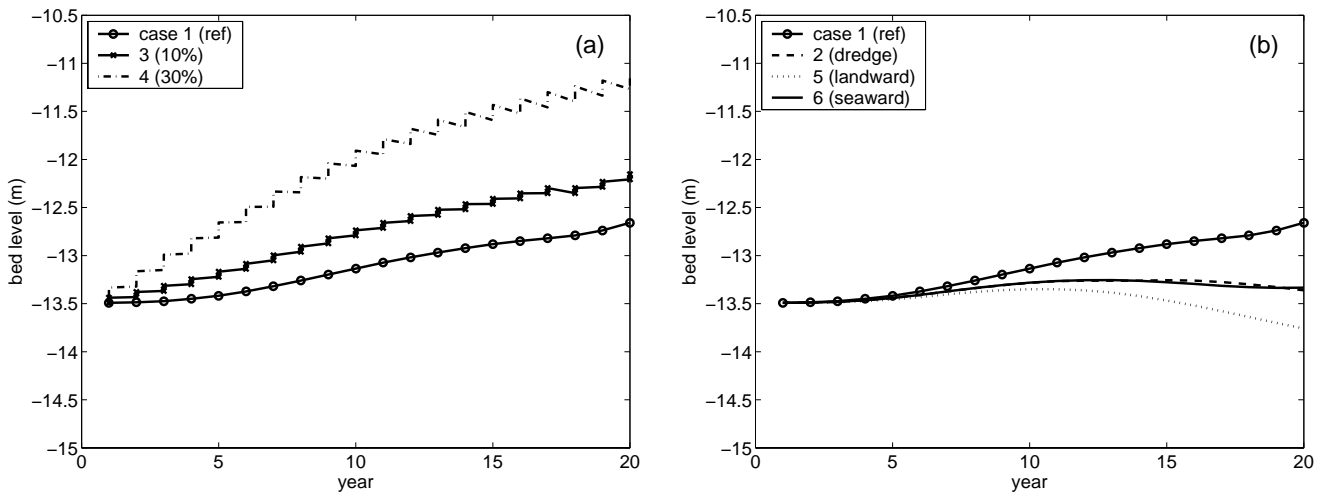 −10.5
−11
−11.5
−12
−12.5
−13
−13.5
−14
−14.5
−15
bed level (m)
case 1 (ref)
3 (10%)
4 (30%)
(a)
0
5
10
15
20
year
−10.5
−11
−11.5
−12
−12.5
−13
−13.5
−14
−14.5
−15
bed level (m)
case 1 (ref)
2 (dredge)
5 (landward)
6 (seaward)
(b)
0
5
10
15
20
year